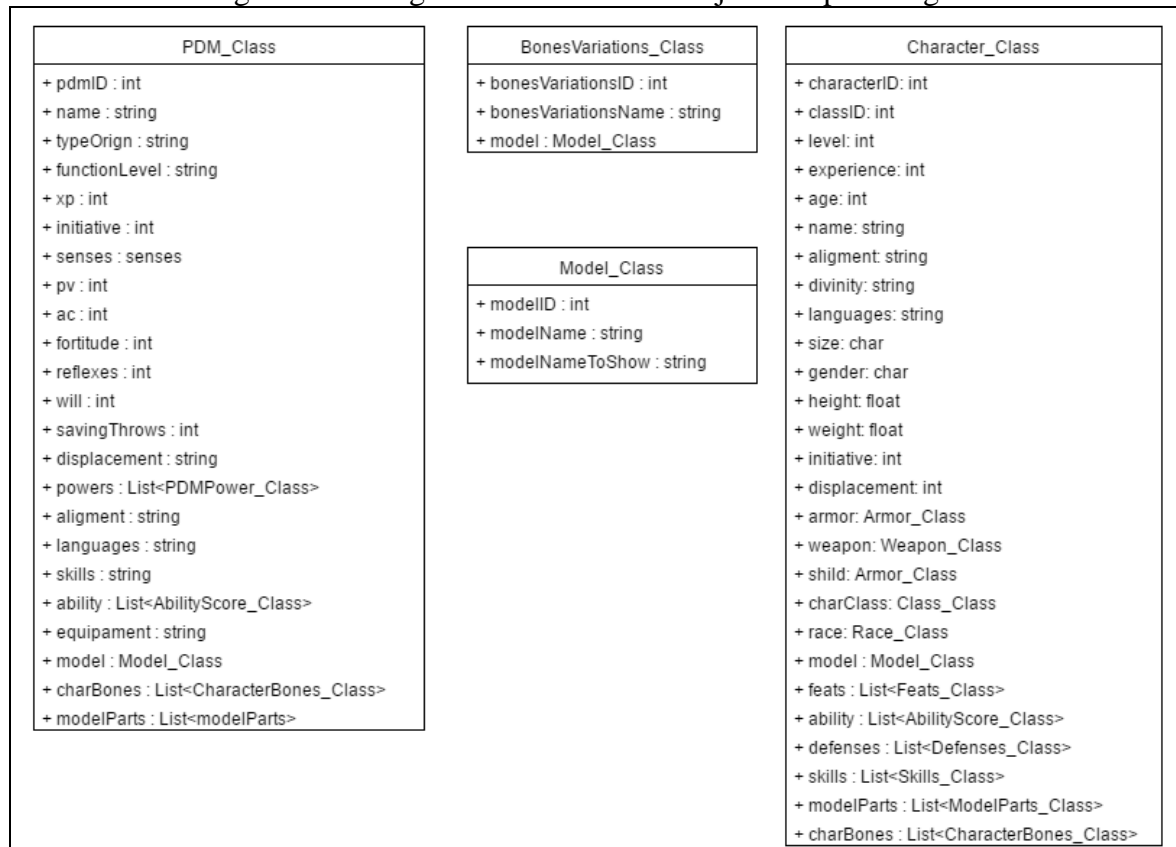 PDM_Class
+ pdmID : int
+ name : string
+ typeOrign : string
+ functionLevel : string
+ xp : int
+ initiative : int
+ senses : senses
+ pv : int
+ ac : int
+ fortitude : int
+ reflexes : int
+ will : int
+ savingThrows : int
+ displacement : string
+ powers : List<PDMPower_Class>
+ aligment : string
+ languages : string
+ skills : string
+ ability : List<AbilityScore_Class>
+ equipament : string
+ model : Model_Class
+ charBones : List<CharacterBones_Class>
+ modelParts : List<modelParts>
BonesVariations_Class
+ bonesVariationsID : int
+ bonesVariationsName : string
+ model : Model_Class
Model_Class
+ modelID : int
+ modelName : string
+ modelNameToShow : string
Character_Class
+ characterID: int
+ classID: int
+ level: int
+ experience: int
+ age: int
+ name: string
+ aligment: string
+ divinity: string
+ languages: string
+ size: char
+ gender: char
+ height: float
+ weight: float
+ initiative: int
+ displacement: int
+ armor: Armor_Class
+ weapon: Weapon_Class
+ shild: Armor_Class
+ charClass: Class_Class
+ race: Race_Class
+ model : Model_Class
+ feats : List<Feats_Class>
+ ability : List<AbilityScore_Class>
+ defenses : List<Defenses_Class>
+ skills : List<Skills_Class>
+ modelParts : List<ModelParts_Class>
+ charBones : List<CharacterBones_Class>